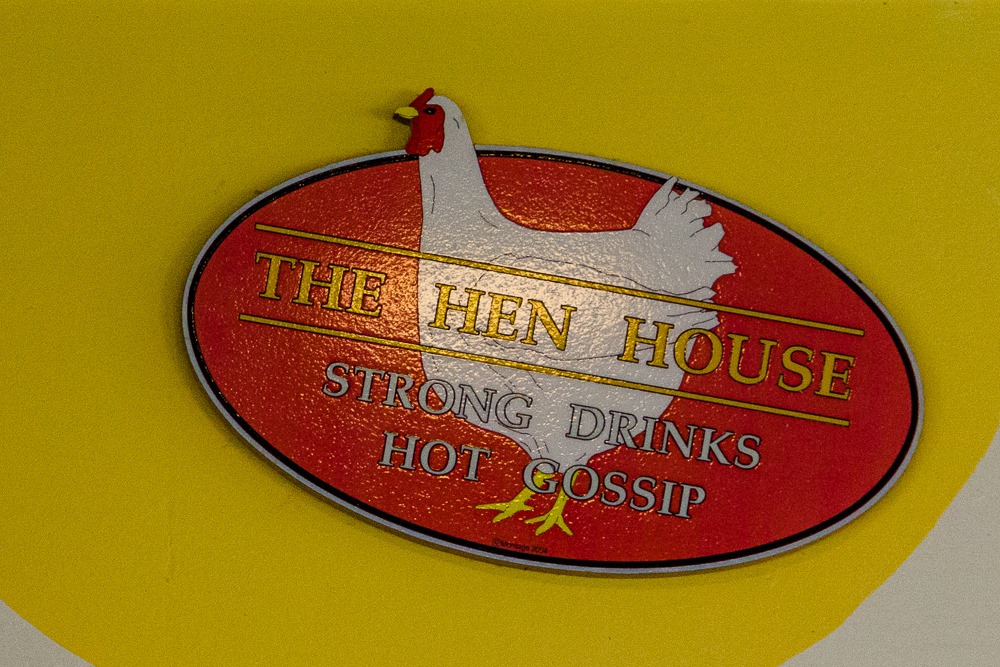 THE HEN HOUSE
STRONG DRINKS
HOT GOSSIP